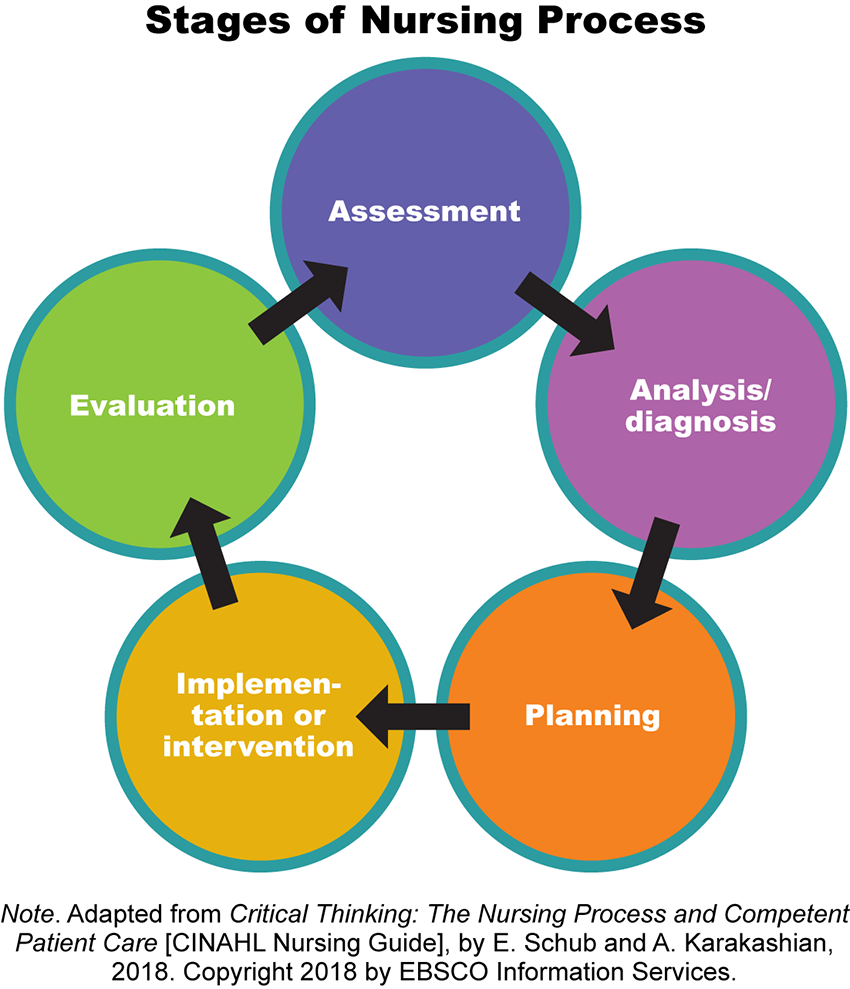 Stages of Nursing Process
Assessment
Analysis/
diagnosis
Planning
Implemen-
tation or
intervention
Evaluation
Note. Adapted from Critical Thinking: The Nursing Process and Competent
Patient Care [CINAHL Nursing Guide], by E. Schub and A. Karakashian,
2018. Copyright 2018 by EBSCO Information Services.